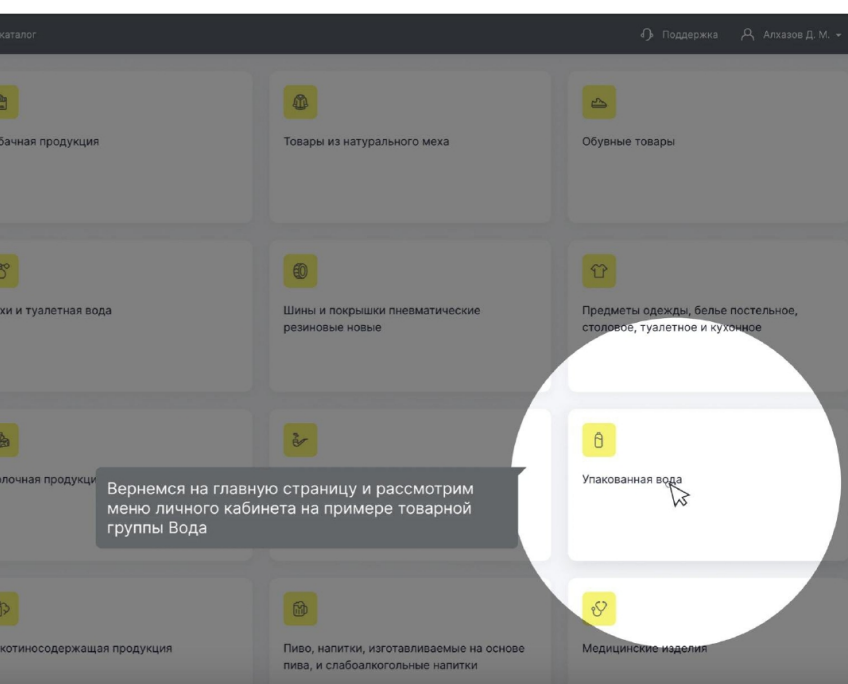 каталог
Поддержка
Алхазов Д. М.
бачная продукция
Товары из натурального меха
Обувные товары
хи и туалетная вода
Шины и покрышки пневматические
резиновые новые
Предметы одежды, белье постельное,
столовое, туалетное и кухонное
лочная продукци
Вернемся на главную страницу и рассмотрим
меню личного кабинета на примере товарной
группы Вода
Упакованная вода
котиносодержащая продукция
Пиво, напитки, изготавливаемые на основе
пива, и слабоалкогольные напитки
Медицинские изделия